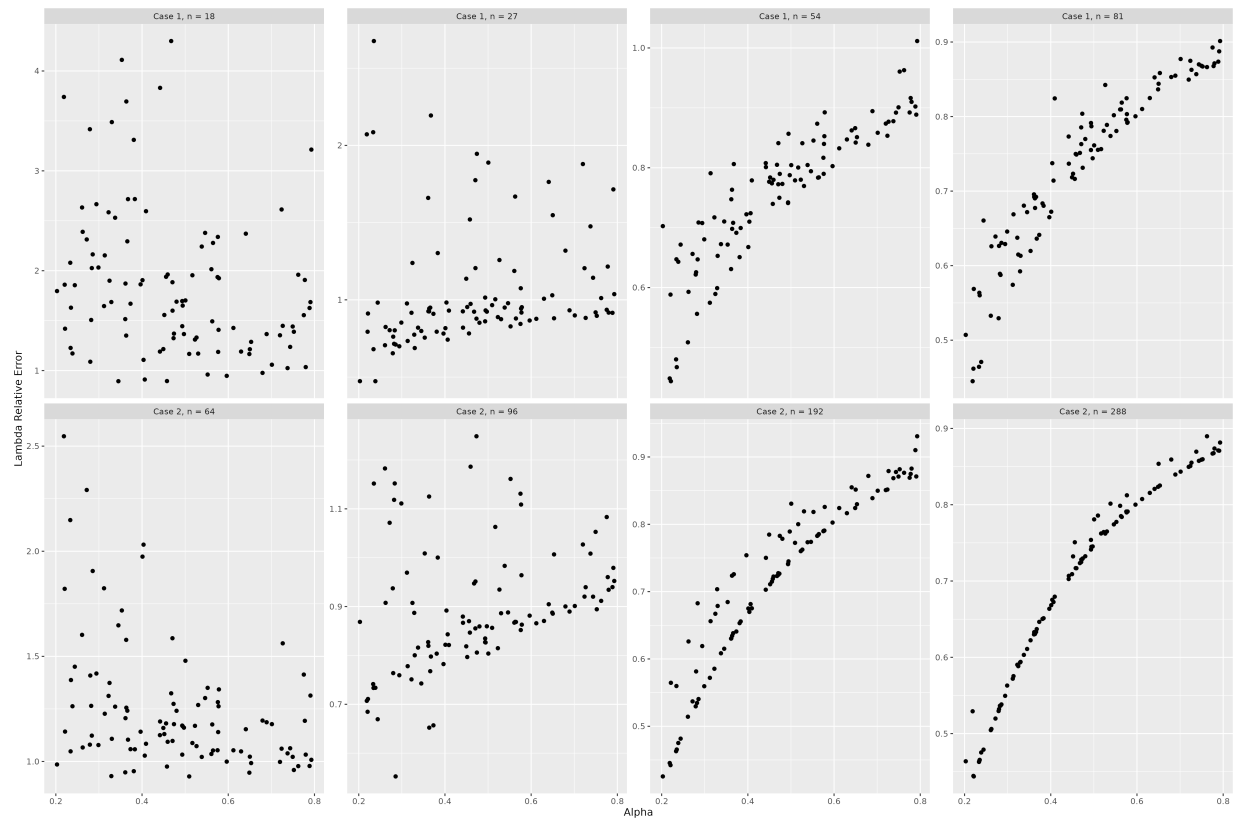 Case 1, n = 18
Case 1, n = 27
Case 1, n = 54
Case 1, n = 81
4
3
2
1
2
1
1.0
0.8
0.6
0.9
0.8
0.7
0.6
0.5
Lambda Relative Error
Case 2, n = 64
Case 2, n = 96
Case 2, n = 192
Case 2, n = 288
2.5
2.0
1.5
1.0
1.1
0.9
0.7
0.9
0.8
0.7
0.6
0.5
0.9
0.8
0.7
0.6
0.5
0.2 0.4 0.6 0.8
0.2 0.4 0.6 0.8
0.2 0.4 0.6 0.8
0.2 0.4 0.6 0.8
Alpha